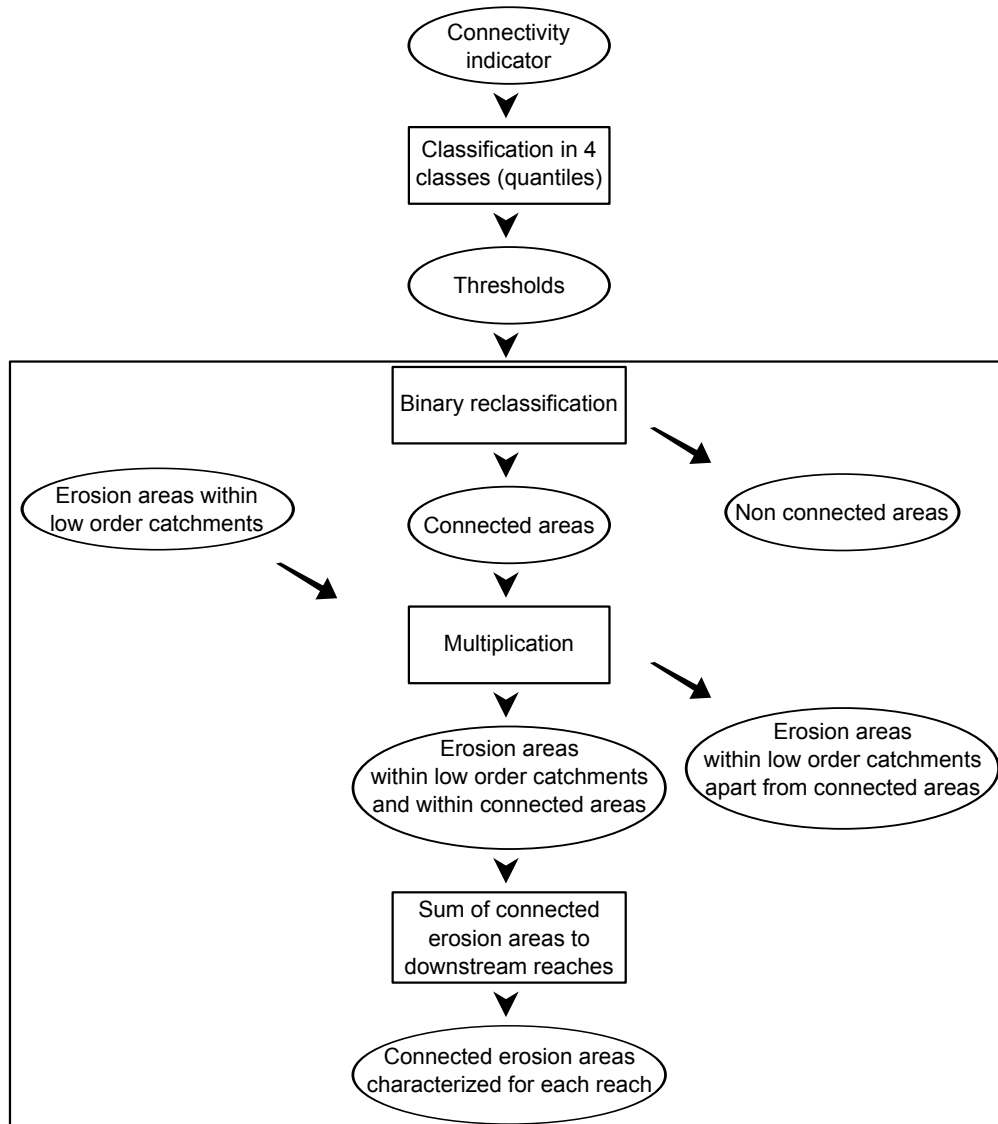 Connectivity
indicator
Classification in 4
classes (quantiles)
Thresholds
Binary reclassification
Erosion areas within
low order catchments
Connected areas
Non connected areas
Multiplication
Erosion areas
within low order catchments
and within connected areas
Erosion areas
within low order catchments
apart from connected areas
Sum of connected
erosion areas to
downstream reaches
Connected erosion areas
characterized for each reach